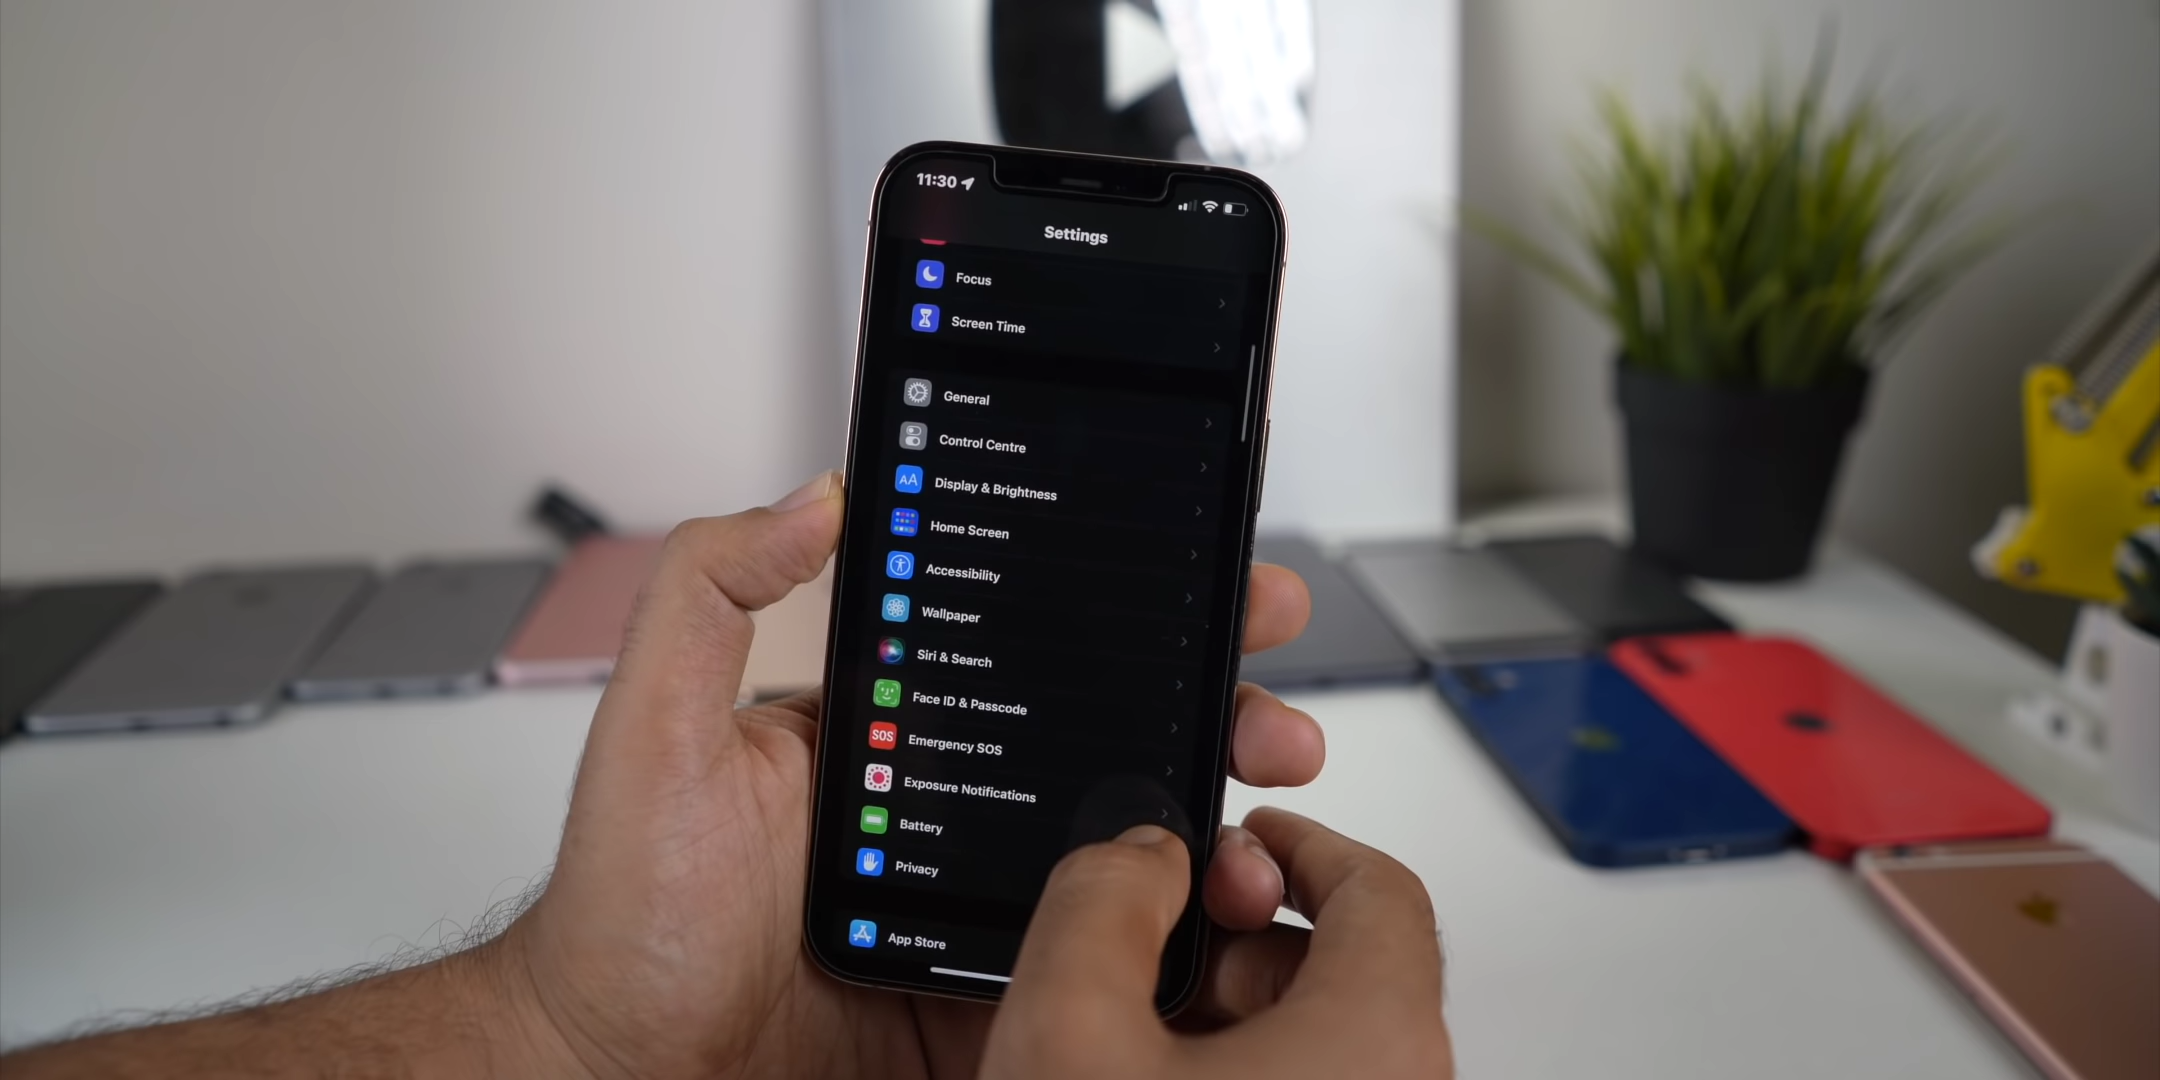 11:30
Settings
Focus
Screen Time
General
Control Centre
AA
Display & Brightness
Home Screen
Accessibility
Wallpaper
Siri & Search
Face ID & Passcode
SOS
Emergency SOS
Exposure Notifications
Battery
Privacy
App Store